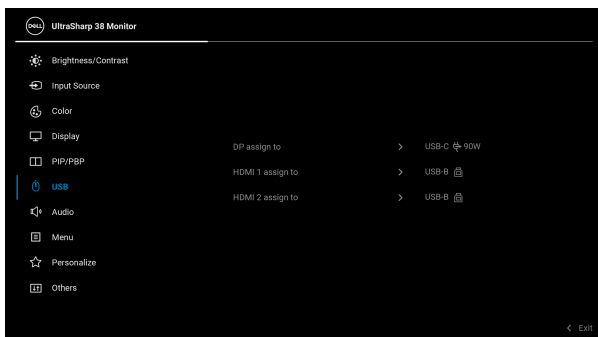 DELL UltraSharp 38 Monitor
Brightness/Contrast
Input Source
Color
Display
PIP/PBP
USB
Audio
Menu
Personalize
Others
DP assign to > USB-C 90W
HDMI 1 assign to > USB-B
HDMI 2 assign to > USB-B
< Exit